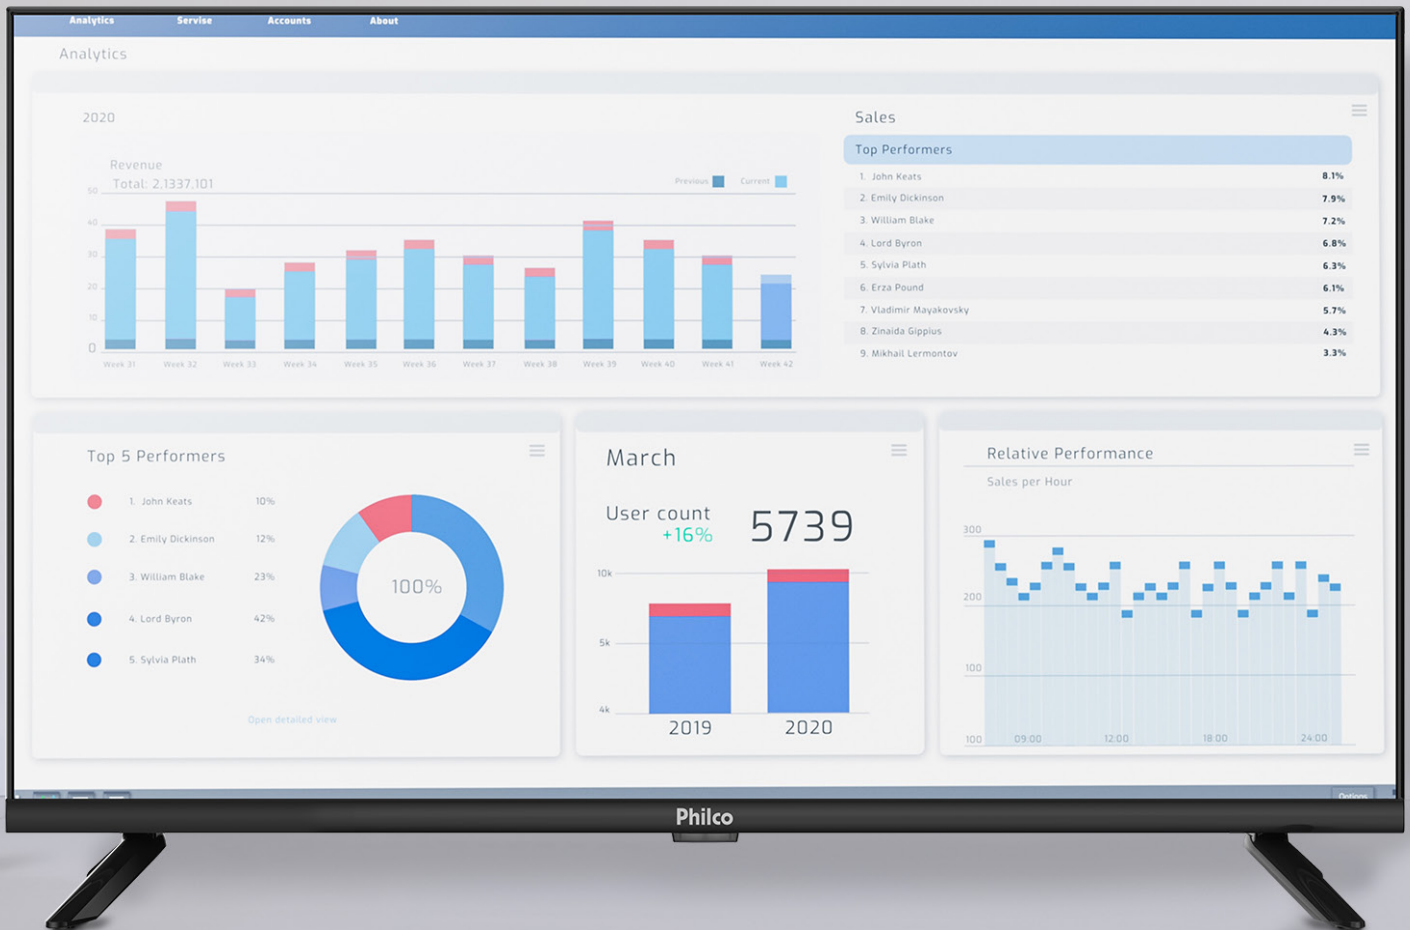 Analytics Servise Accounts About
Analytics
2020
Revenue
Total: 2,1337,101
Previous Current
50
40
30
20
10
0
Week 31 Week 32 Week 33 Week 34 Week 35 Week 36 Week 37 Week 38 Week 39 Week 40 Week 41 Week 42
Sales
Top Performers
1. John Keats 8.1%
2. Emily Dickinson 7.9%
3. William Blake 7.2%
4. Lord Byron 6.8%
5. Sylvia Plath 6.3%
6. Erza Pound 6.1%
7. Vladimir Mayakovsky 5.7%
8. Zinaida Gippius 4.3%
9. Mikhail Lermontov 3.3%
Top 5 Performers
1. John Keats 10%
2. Emily Dickinson 12%
3. William Blake 23%
4. Lord Byron 42%
5. Sylvia Plath 34%
100%
Open detailed view
March
User count
+16%
5739
10k
5k
4k
2019 2020
Relative Performance
Sales per Hour
300
200
100
100 09:00 12:00 18:00 24:00
Options
Philco